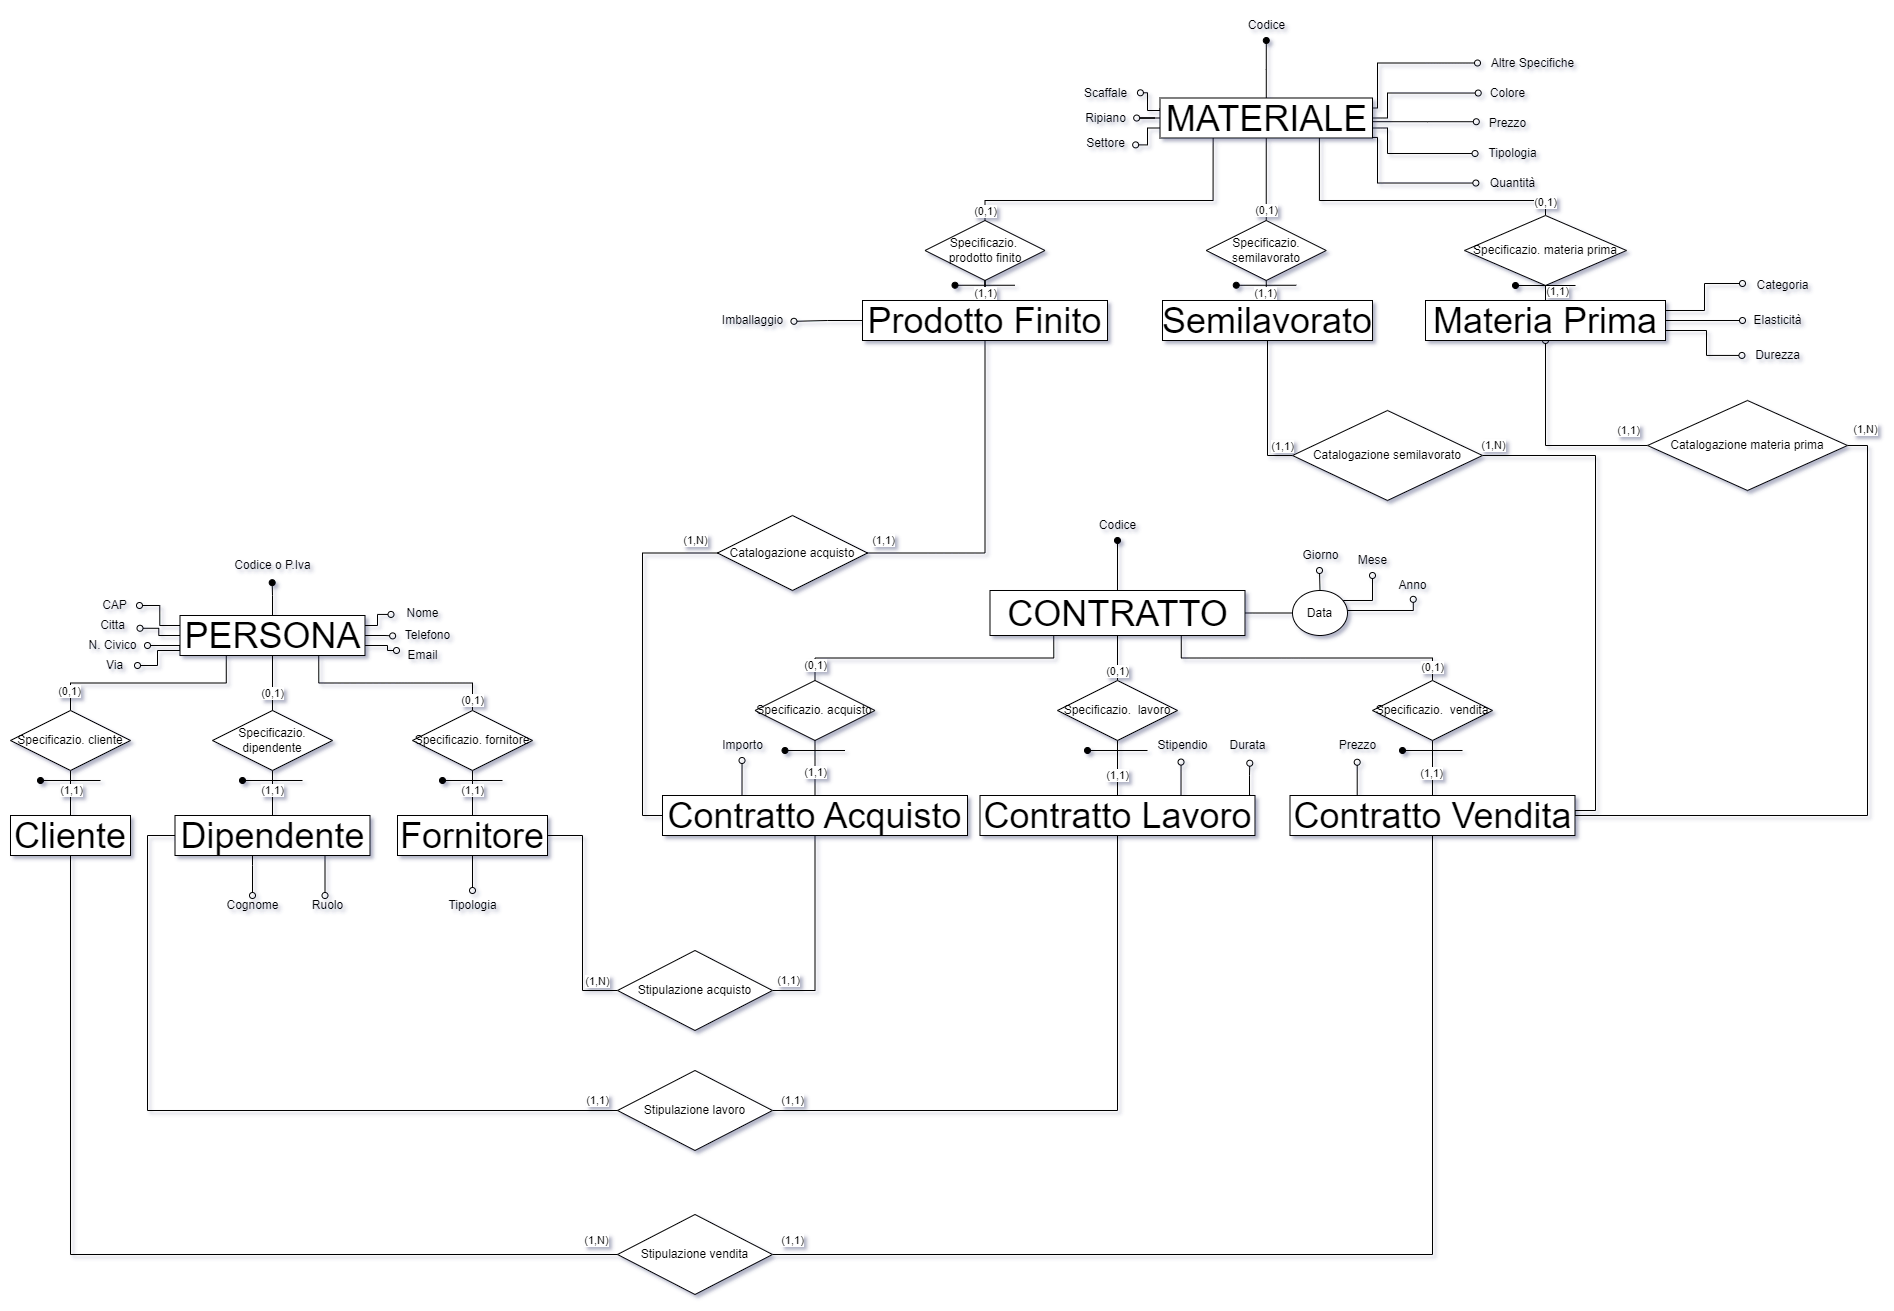 Codice
Altre Specifiche
Scaffale
Colore
Ripiano
MATERIALE
Prezzo
Settore
Tipologia
Quantità
(0,1)
(0,1)
(0,1)
Specificazio.
prodotto finito
Specificazio.
semilavorato
Specificazio. materia prima
(1,1)
(1,1)
(1,1)
Categoria
Imballaggio
Prodotto Finito
Semilavorato
Materia Prima
Elasticità
Durezza
(1,1)
Catalogazione semilavorato
(1,N)
(1,1)
Catalogazione materia prima
(1,N)
(1,N)
Catalogazione acquisto
(1,1)
Codice
Giorno
Mese
Anno
CONTRATTO
Data
Codice o P.Iva
CAP
Citta
N. Civico
Via
PERSONA
Nome
Telefono
Email
(0,1)
(0,1)
(0,1)
(0,1)
(0,1)
(0,1)
Specificazio. cliente
Specificazio.
dipendente
Specificazio. fornitore
Specificazio. acquisto
Specificazio. lavoro
Specificazio. vendita
Importo
Stipendio
Durata
Prezzo
(1,1)
(1,1)
(1,1)
(1,1)
(1,1)
(1,1)
Cliente
Dipendente
Fornitore
Contratto Acquisto
Contratto Lavoro
Contratto Vendita
Cognome
Ruolo
Tipologia
(1,N)
Stipulazione acquisto
(1,1)
(1,1)
Stipulazione lavoro
(1,1)
(1,N)
Stipulazione vendita
(1,1)